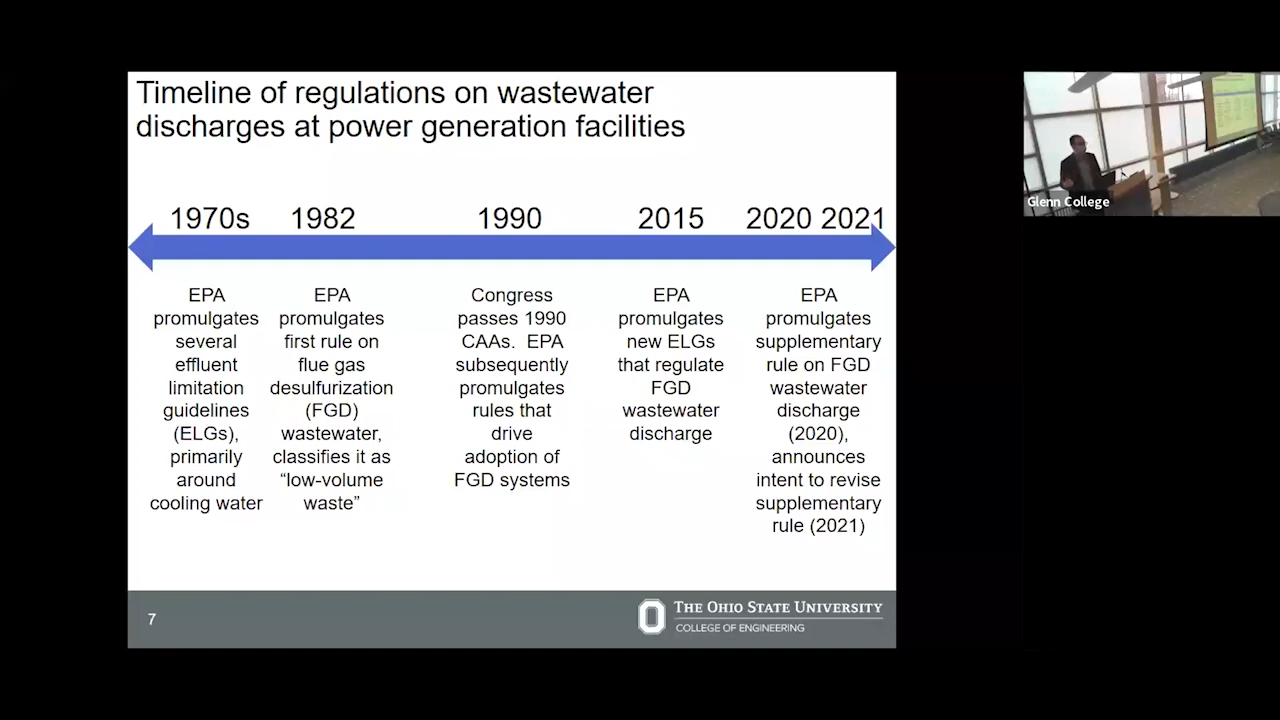 Timeline of regulations on wastewater
discharges at power generation facilities
1970s
1982
1990
2015
2020 2021
EPA
promulgates
several
effluent
limitation
guidelines
(ELGs),
primarily
around
cooling water
EPA
promulgates
first rule on
flue gas
desulfurization
(FGD)
wastewater,
classifies it as
“low-volume
waste”
Congress
passes 1990
CAAs.  EPA
subsequently
promulgates
rules that
drive
adoption of
FGD systems
EPA
promulgates
new ELGs
that regulate
FGD
wastewater
discharge
EPA
promulgates
supplementary
rule on FGD
wastewater
discharge
(2020),
announces
intent to revise
supplementary
rule (2021)
7
THE OHIO STATE UNIVERSITY
COLLEGE OF ENGINEERING
Glenn College